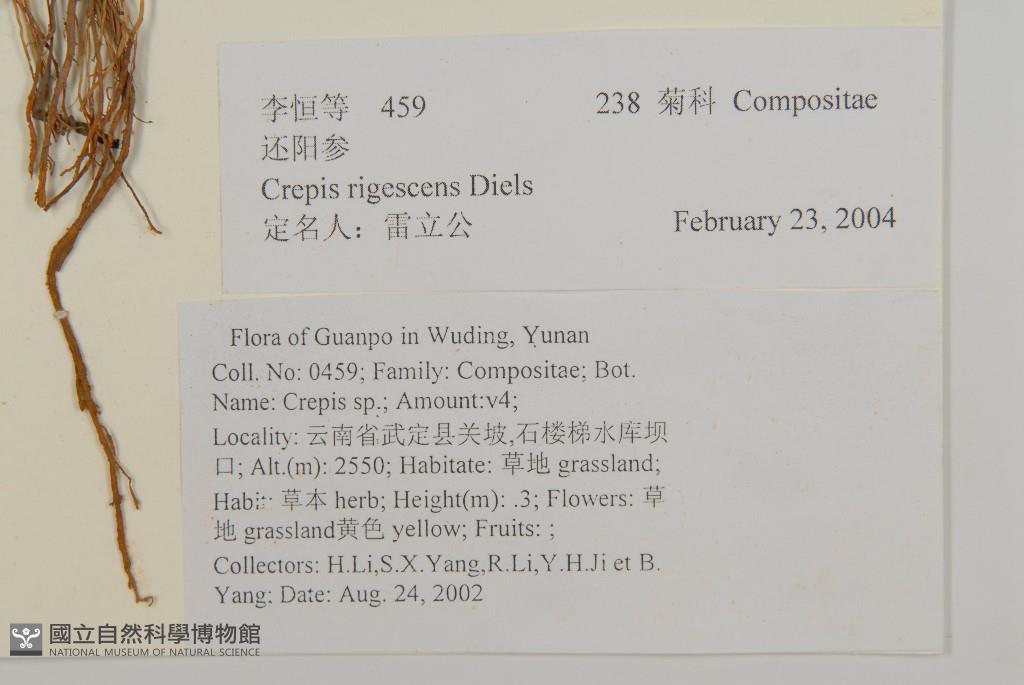 李恒等 459 238 菊科 Compositae
还阳参
Crepis rigescens Diels
定名人：雷立公 February 23, 2004
Flora of Guanpo in Wuding, Yunan
Coll. No: 0459; Family: Compositae; Bot.
Name: Crepis sp.; Amount:v4;
Locality: 云南省武定县关坡,石楼梯水库坝
口; Alt.(m): 2550; Habitate: 草地 grassland;
Habit: 草本 herb; Height(m): .3; Flowers: 草
地 grassland黄色 yellow; Fruits: ;
Collectors: H.Li,S.X.Yang,R.Li,Y.H.Ji et B.
Yang; Date: Aug. 24, 2002
國立自然科學博物館
NATIONAL MUSEUM OF NATURAL SCIENCE